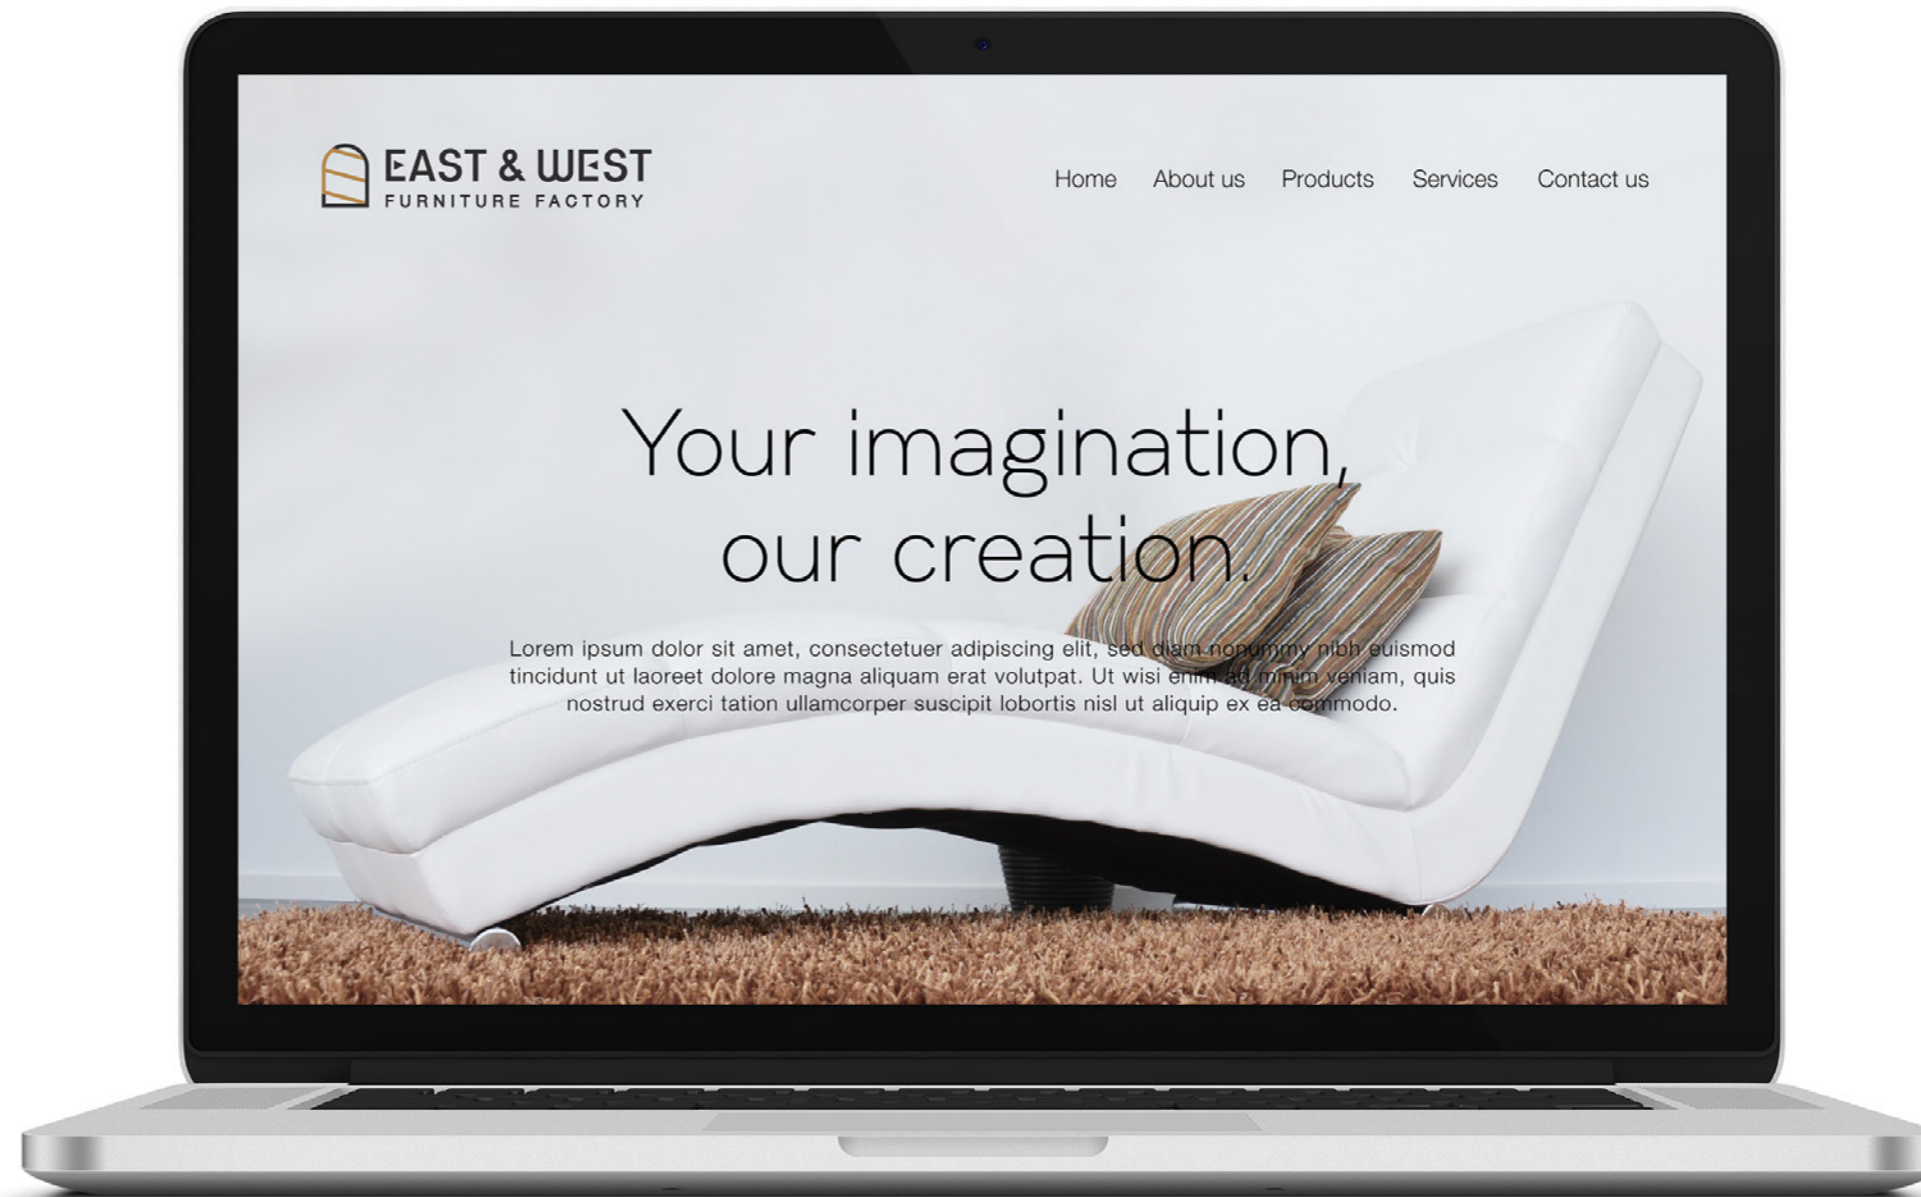 EAST & WEST
FURNITURE FACTORY
Home About us Products Services Contact us
Your imagination,
our creation.
Lorem ipsum dolor sit amet, consectetuer adipiscing elit, sed diam nonummy nibh euismod
tincidunt ut laoreet dolore magna aliquam erat volutpat. Ut wisi enim ad minim veniam, quis
nostrud exerci tation ullamcorper suscipit lobortis nisl ut aliquip ex ea commodo.